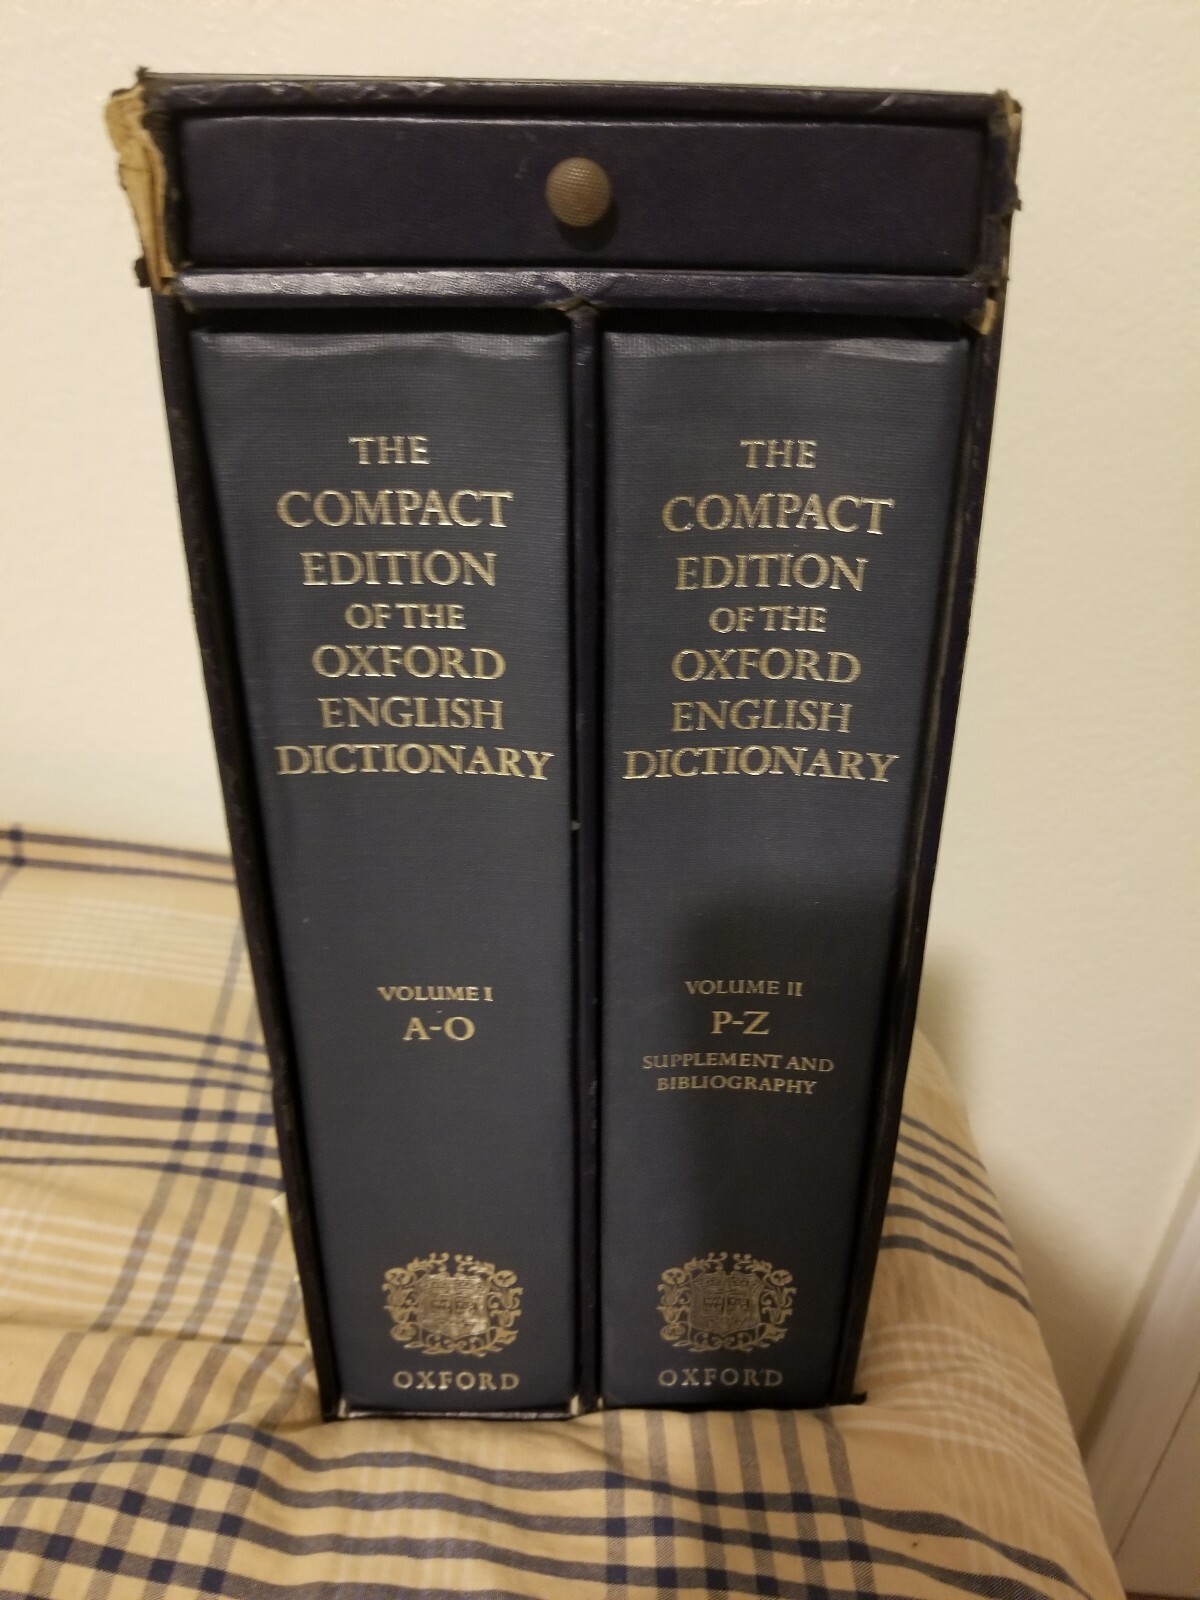 THE
COMPACT
EDITION
OF THE
OXFORD
ENGLISH
DICTIONARY
VOLUME I
A-O
OXFORD
THE
COMPACT
EDITION
OF THE
OXFORD
ENGLISH
DICTIONARY
VOLUME II
P-Z
SUPPLEMENT AND
BIBLIOGRAPHY
OXFORD